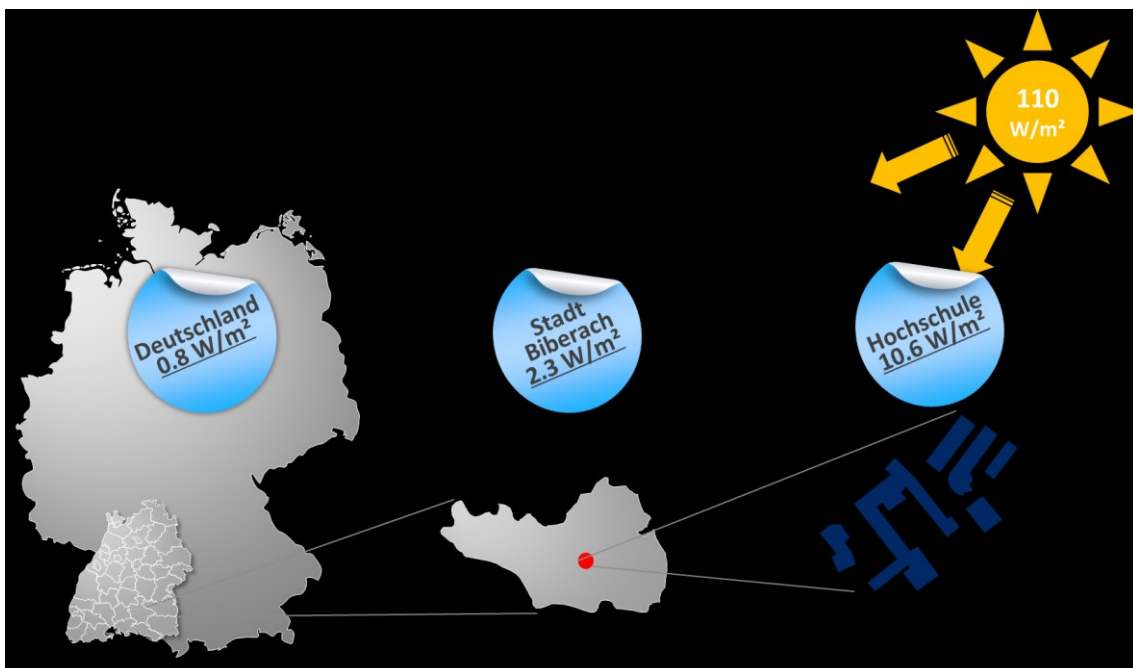 110
W/m²
Deutschland
0.8 W/m²
Stadt
Biberach
2.3 W/m²
Hochschule
10.6 W/m²